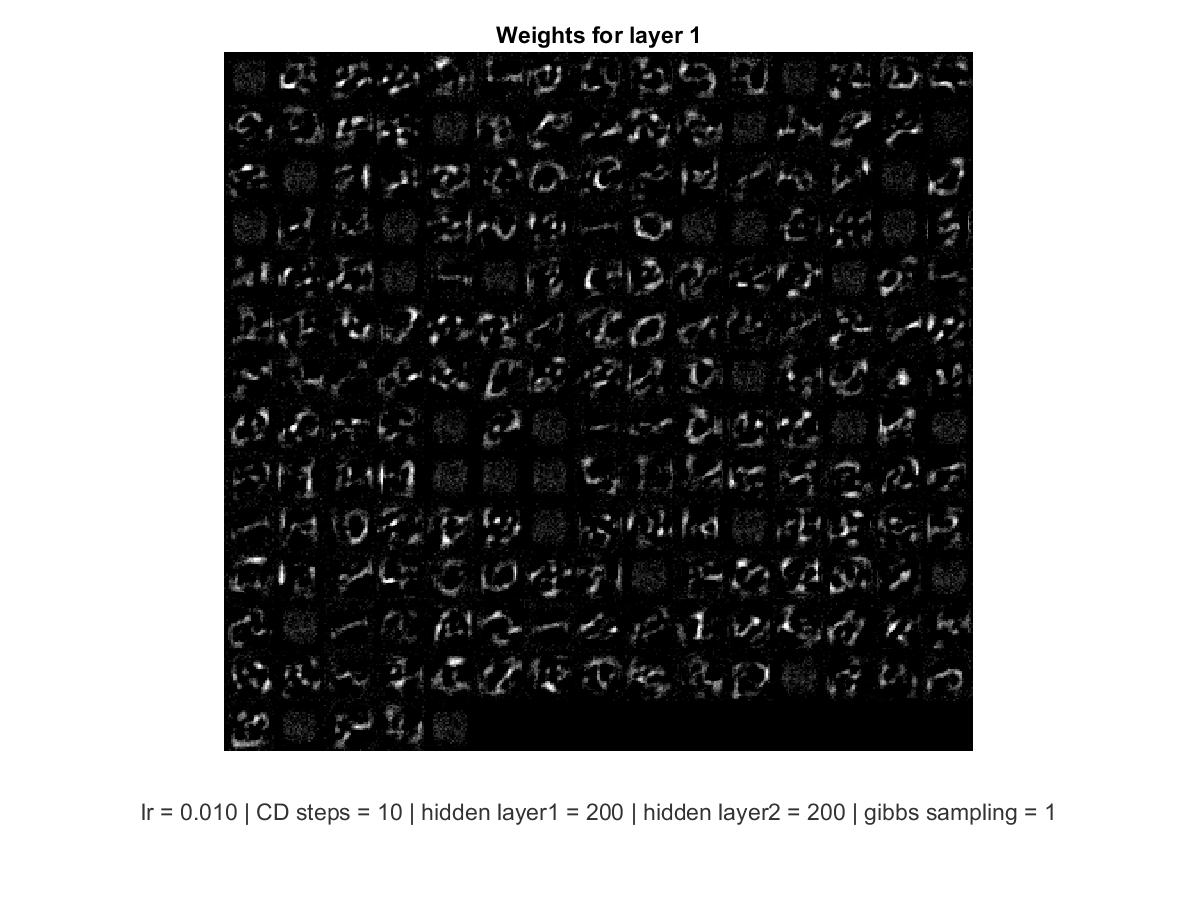 Weights for layer 1
lr = 0.010 | CD steps = 10 | hidden layer1 = 200 | hidden layer2 = 200 | gibbs sampling = 1